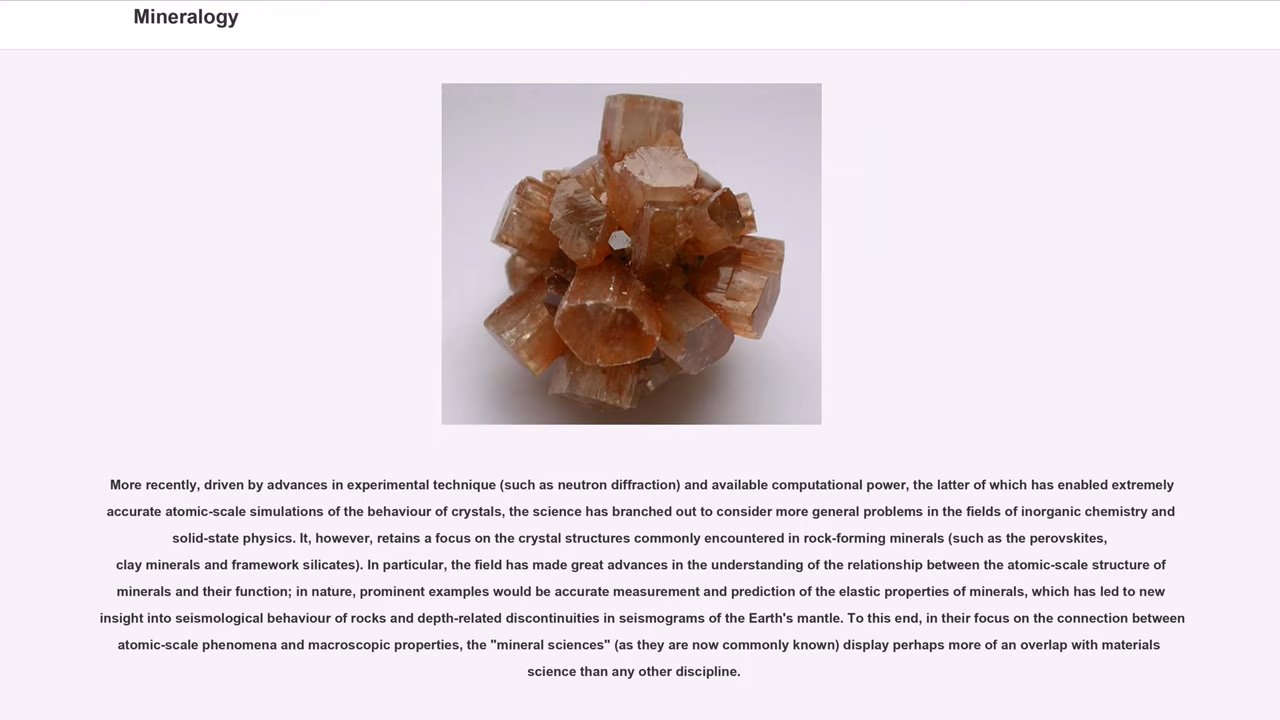 Mineralogy
More recently, driven by advances in experimental technique (such as neutron diffraction) and available computational power, the latter of which has enabled extremely
accurate atomic-scale simulations of the behaviour of crystals, the science has branched out to consider more general problems in the fields of inorganic chemistry and
solid-state physics. It, however, retains a focus on the crystal structures commonly encountered in rock-forming minerals (such as the perovskites,
clay minerals and framework silicates). In particular, the field has made great advances in the understanding of the relationship between the atomic-scale structure of
minerals and their function; in nature, prominent examples would be accurate measurement and prediction of the elastic properties of minerals, which has led to new
insight into seismological behaviour of rocks and depth-related discontinuities in seismograms of the Earth's mantle. To this end, in their focus on the connection between
atomic-scale phenomena and macroscopic properties, the "mineral sciences" (as they are now commonly known) display perhaps more of an overlap with materials
science than any other discipline.